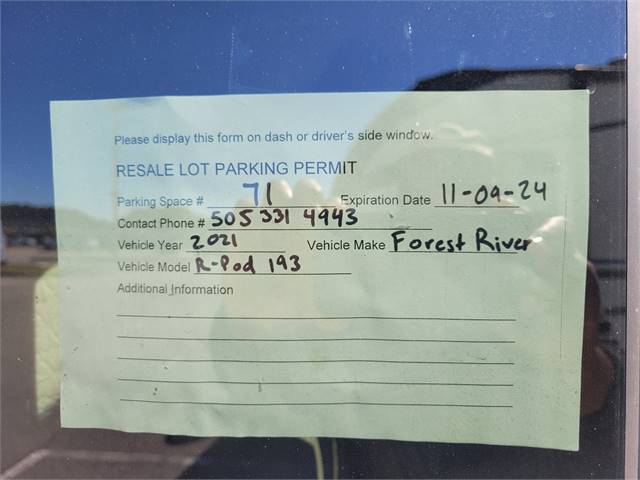 Please display this form on dash or driver's side window.
RESALE LOT PARKING PERMIT
Parking Space # 71 Expiration Date 11-09-24
Contact Phone # 505 331 4943
Vehicle Year 2021 Vehicle Make Forest River
Vehicle Model R-Pod 193
Additional Information